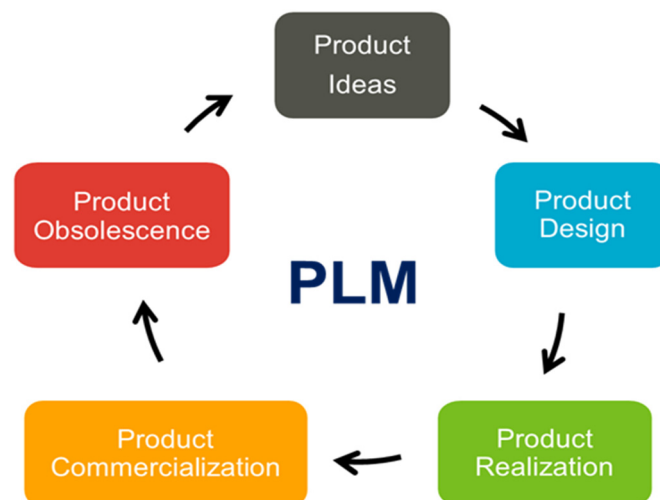 Product
Ideas
Product
Design
Product
Realization
Product
Commercialization
Product
Obsolescence
PLM